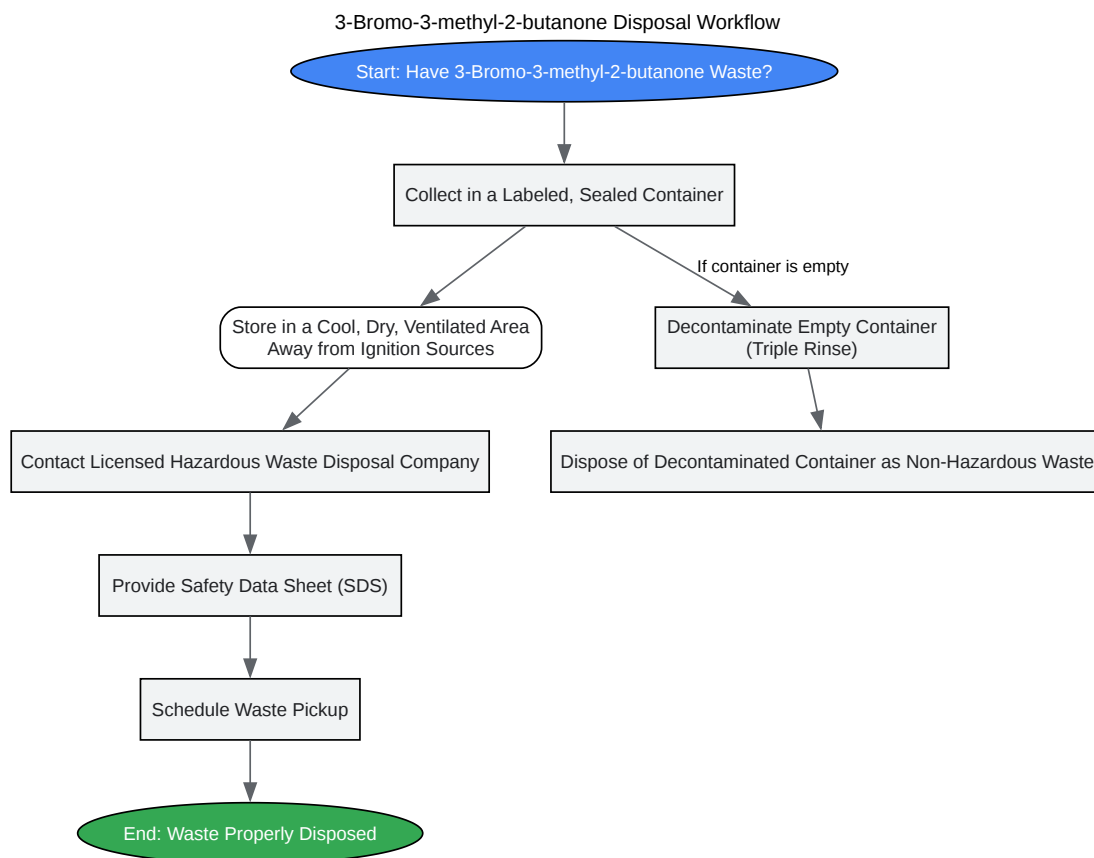 3-Bromo-3-methyl-2-butanone Disposal Workflow
Start: Have 3-Bromo-3-methyl-2-butanone Waste?
Collect in a Labeled, Sealed Container
If container is empty
Store in a Cool, Dry, Ventilated Area
Away from Ignition Sources
Decontaminate Empty Container
(Triple Rinse)
Contact Licensed Hazardous Waste Disposal Company
Dispose of Decontaminated Container as Non-Hazardous Waste
Provide Safety Data Sheet (SDS)
Schedule Waste Pickup
End: Waste Properly Disposed